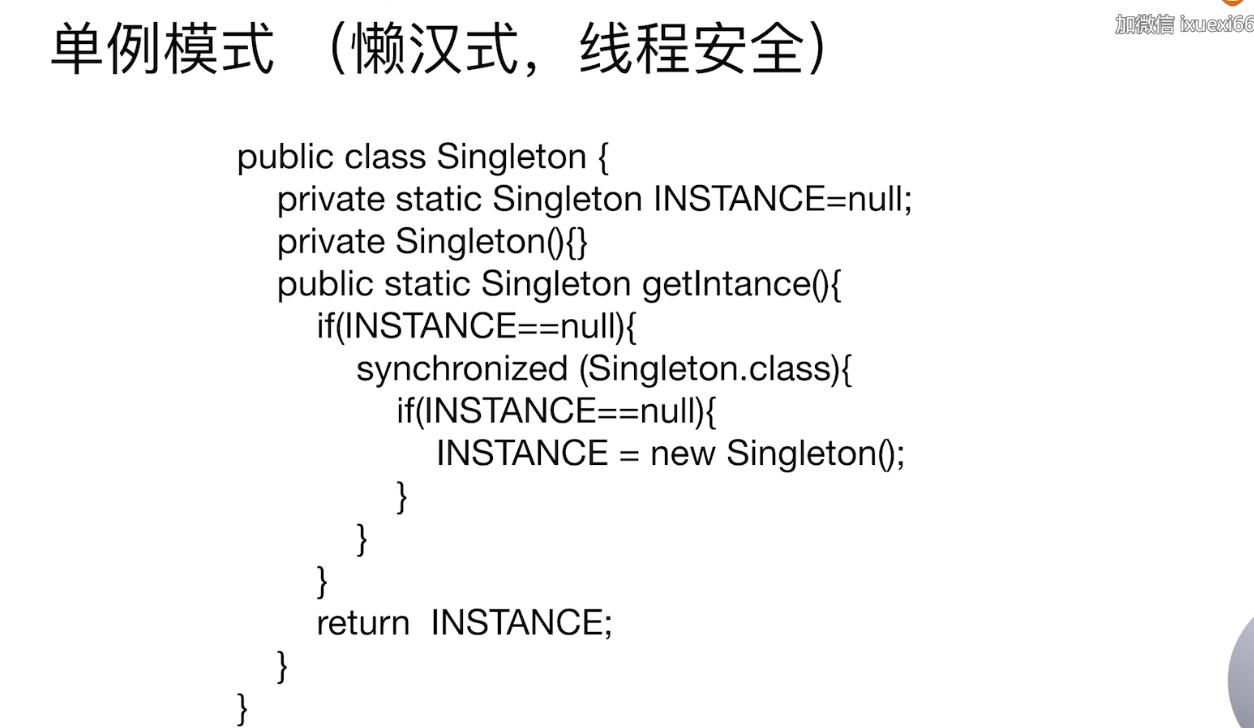 单例模式 （懒汉式，线程安全）
加微信 ixuexi66
public class Singleton {
private static Singleton INSTANCE=null;
private Singleton(){}
public static Singleton getIntance(){
if(INSTANCE==null){
synchronized (Singleton.class){
if(INSTANCE==null){
INSTANCE = new Singleton();
}
}
}
return INSTANCE;
}
}